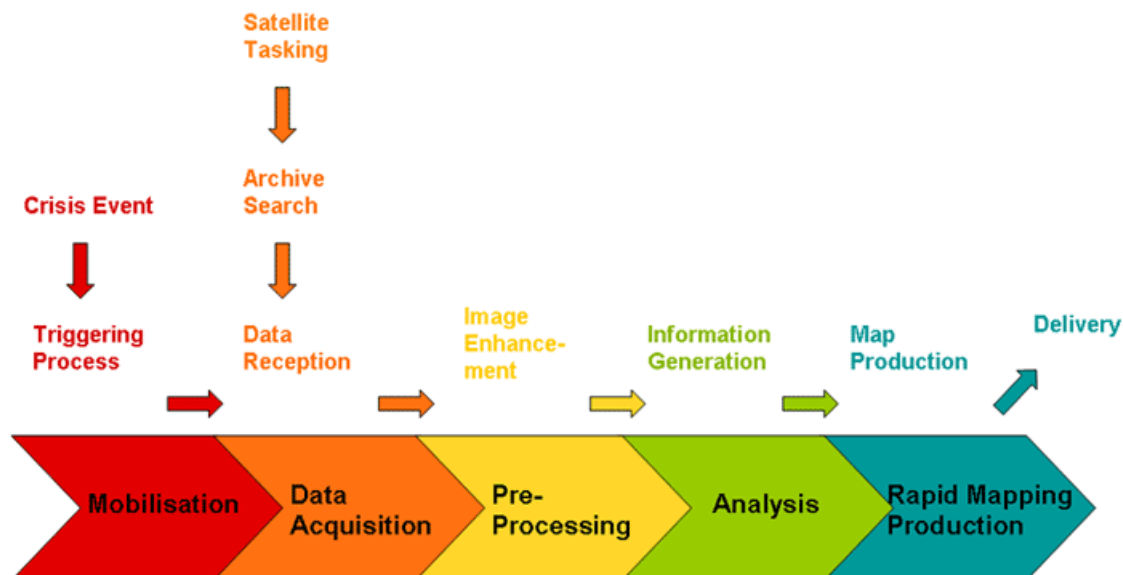 Satellite
Tasking
Archive
Search
Crisis Event
Triggering
Process
Data
Reception
Image
Enhance-
ment
Information
Generation
Map
Production
Delivery
Mobilisation
Data
Acquisition
Pre-
Processing
Analysis
Rapid Mapping
Production